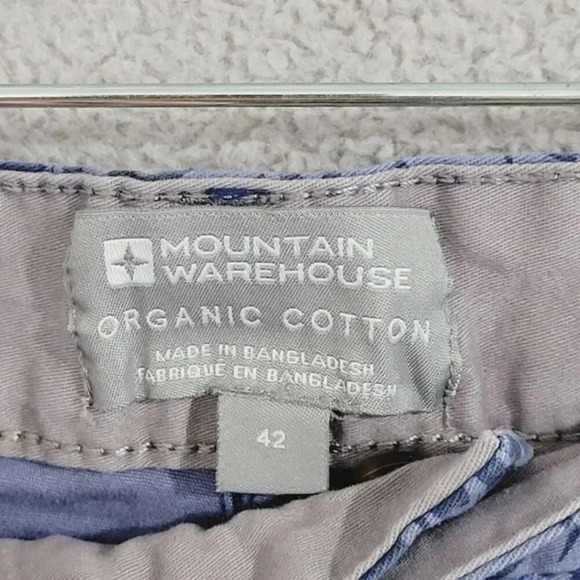 MOUNTAIN
WAREHOUSE
ORGANIC COTTON
MADE IN BANGLADESH
FABRIQUE EN BANGLADESH
42